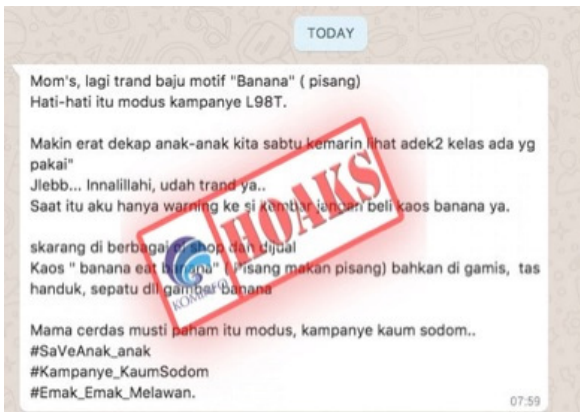 TODAY
Mom's, lagi trand baju motif "Banana" ( pisang)
Hati-hati itu modus kampanye L98T.
Makin erat dekap anak-anak kita sabtu kemarin lihat adek2 kelas ada yg
pakai"
Jlebb... Innalillahi, udah trand ya..
Saat itu aku hanya warning ke si kembar jangan beli kaos banana ya.
skarang di berbagai ol shop dah dijual
Kaos " banana eat banana" ( Pisang makan pisang) bahkan di gamis, tas
handuk, sepatu dll gambar banana
Mama cerdas musti paham itu modus, kampanye kaum sodom..
#SaVeAnak_anak
#Kampanye_KaumSodom
#Emak_Emak_Melawan.
07:59
HOAKS
KOMINFO